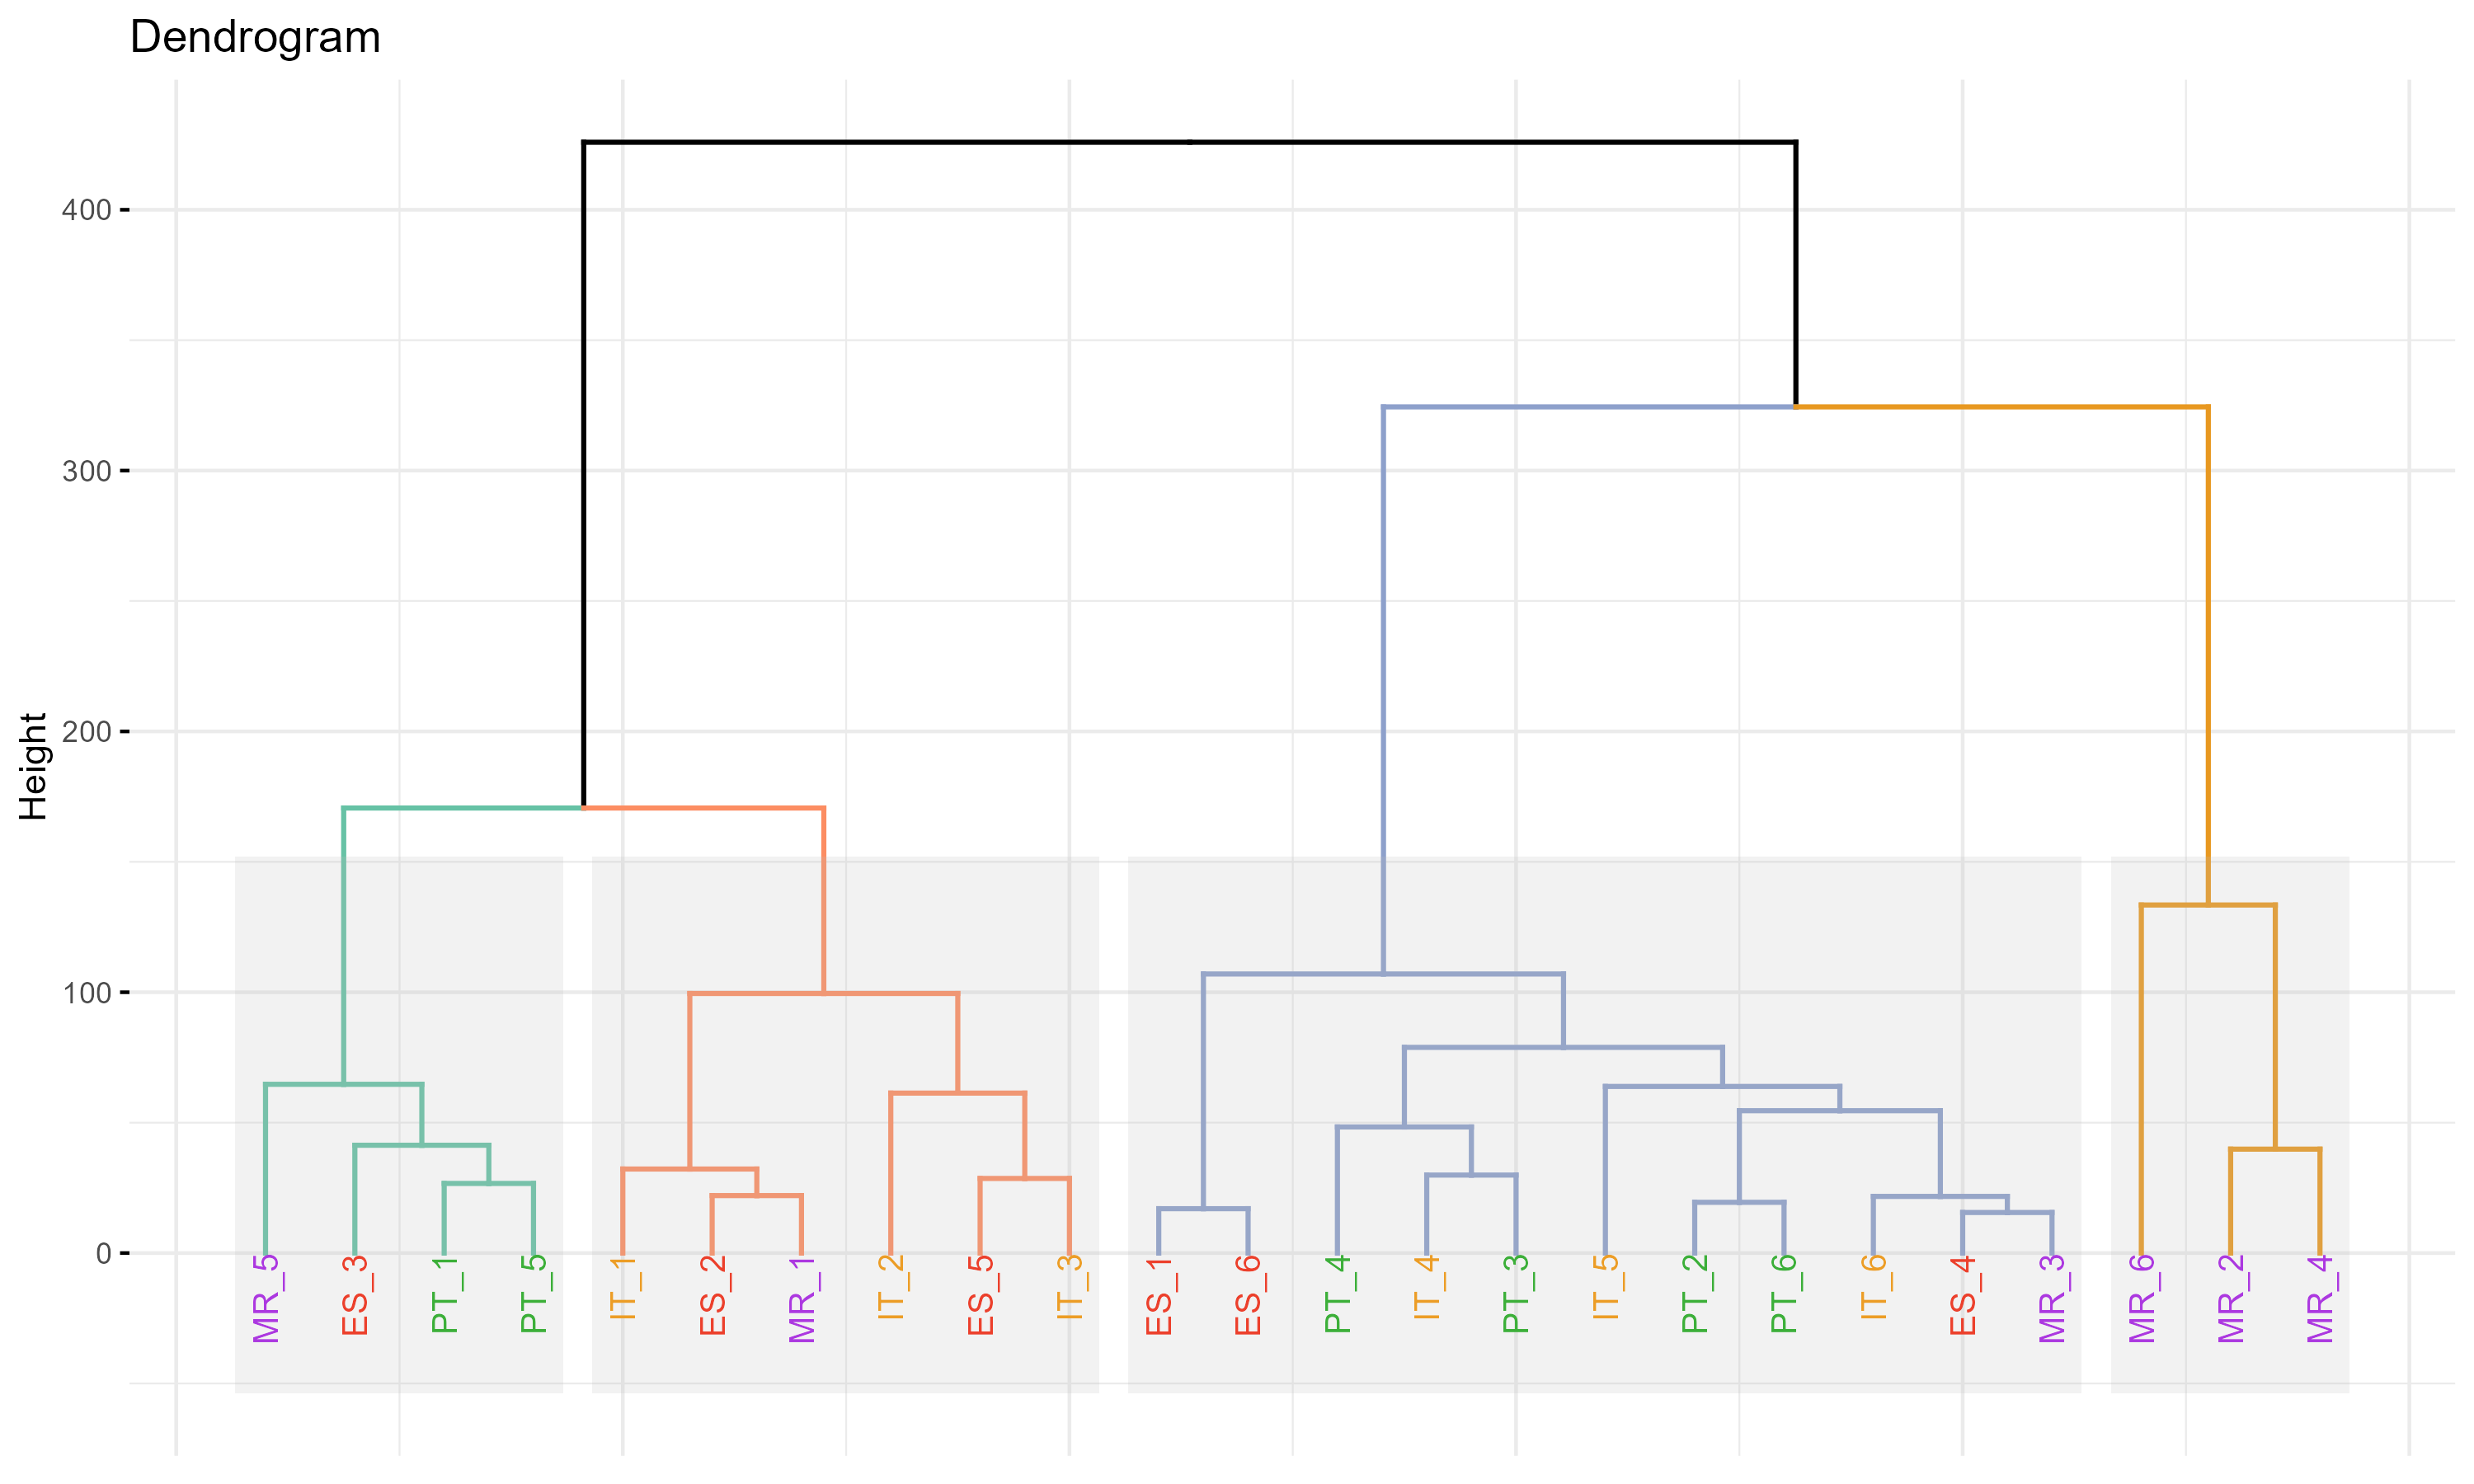 Dendrogram
Height
400
300
200
100
0
MR_5
ES_3
PT_1
PT_5
IT_1
ES_2
MR_1
IT_2
ES_5
IT_3
ES_1
ES_6
PT_4
IT_4
PT_3
IT_5
PT_2
PT_6
IT_6
ES_4
MR_3
MR_6
MR_2
MR_4